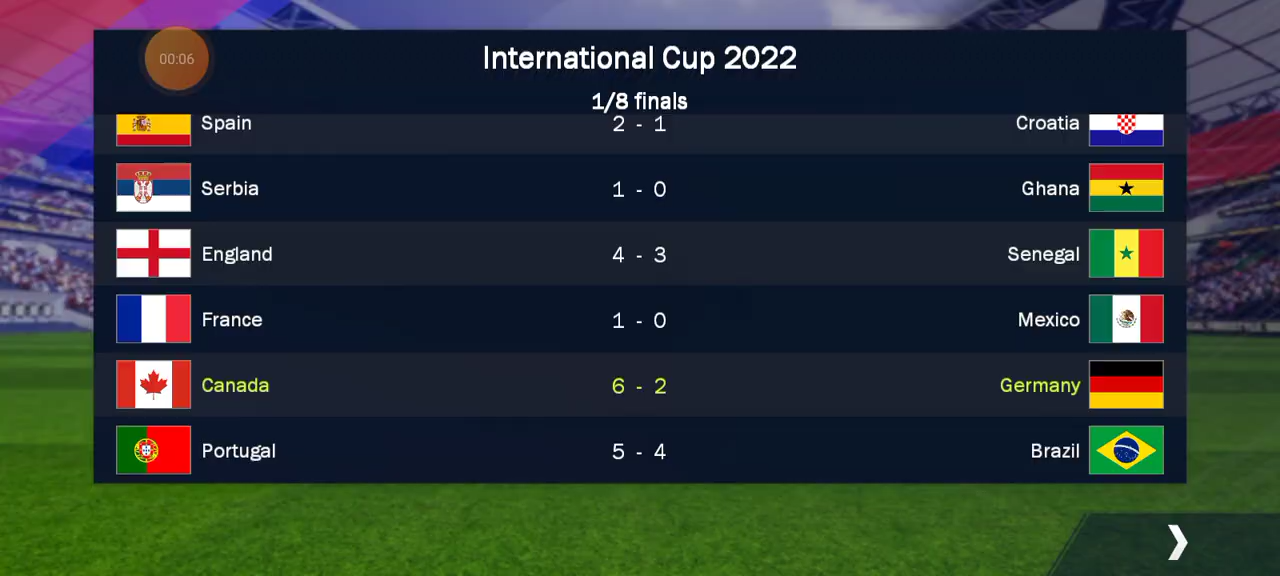 00:06
International Cup 2022
1/8 finals
Spain 2 - 1 Croatia
Serbia 1 - 0 Ghana
England 4 - 3 Senegal
France 1 - 0 Mexico
Canada 6 - 2 Germany
Portugal 5 - 4 Brazil